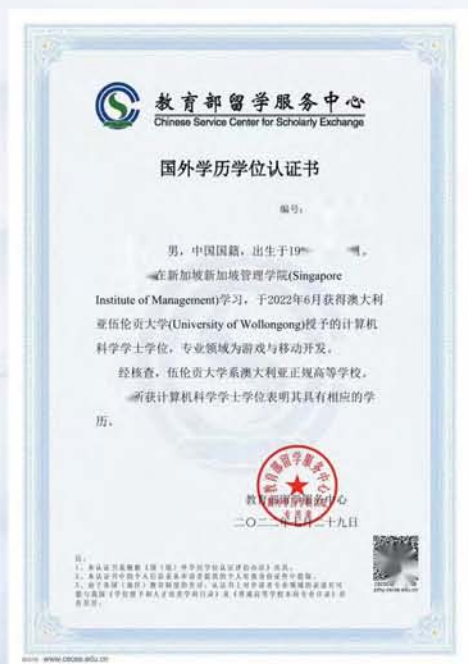 教育部留学服务中心
Chinese Service Center for Scholarly Exchange
国外学历学位认证书
编号:
男，中国国籍，出生于19
在新加坡新加坡管理学院(Singapore
Institute of Management)学习，于2022年6月获得澳大利
亚伍伦贡大学(University of Wollongong)授予的计算机
科学学士学位，专业领域为游戏与移动开发。
经核查，伍伦贡大学系澳大利亚正规高等学校。
所获计算机科学学士学位表明其具有相应的学
历。
教育部留学服务中心
二〇二二年七月二十九日
www.cscse.edu.cn